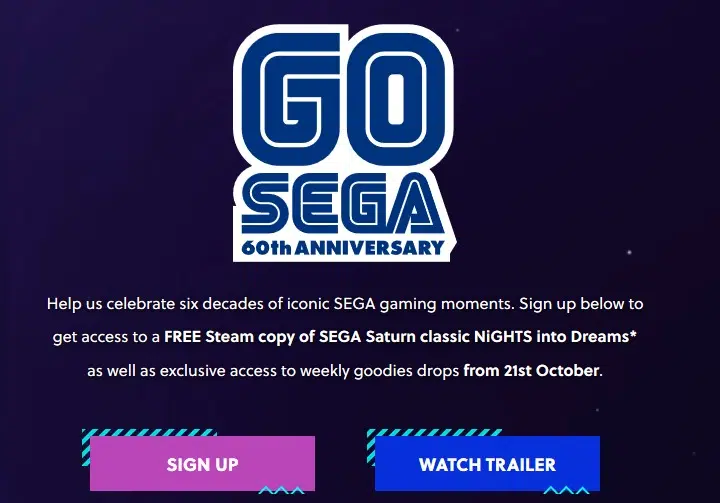 GO
SEGA
60th ANNIVERSARY
Help us celebrate six decades of iconic SEGA gaming moments. Sign up below to
get access to a FREE Steam copy of SEGA Saturn classic NiGHTS into Dreams*
as well as exclusive access to weekly goodies drops from 21st October.
SIGN UP
WATCH TRAILER